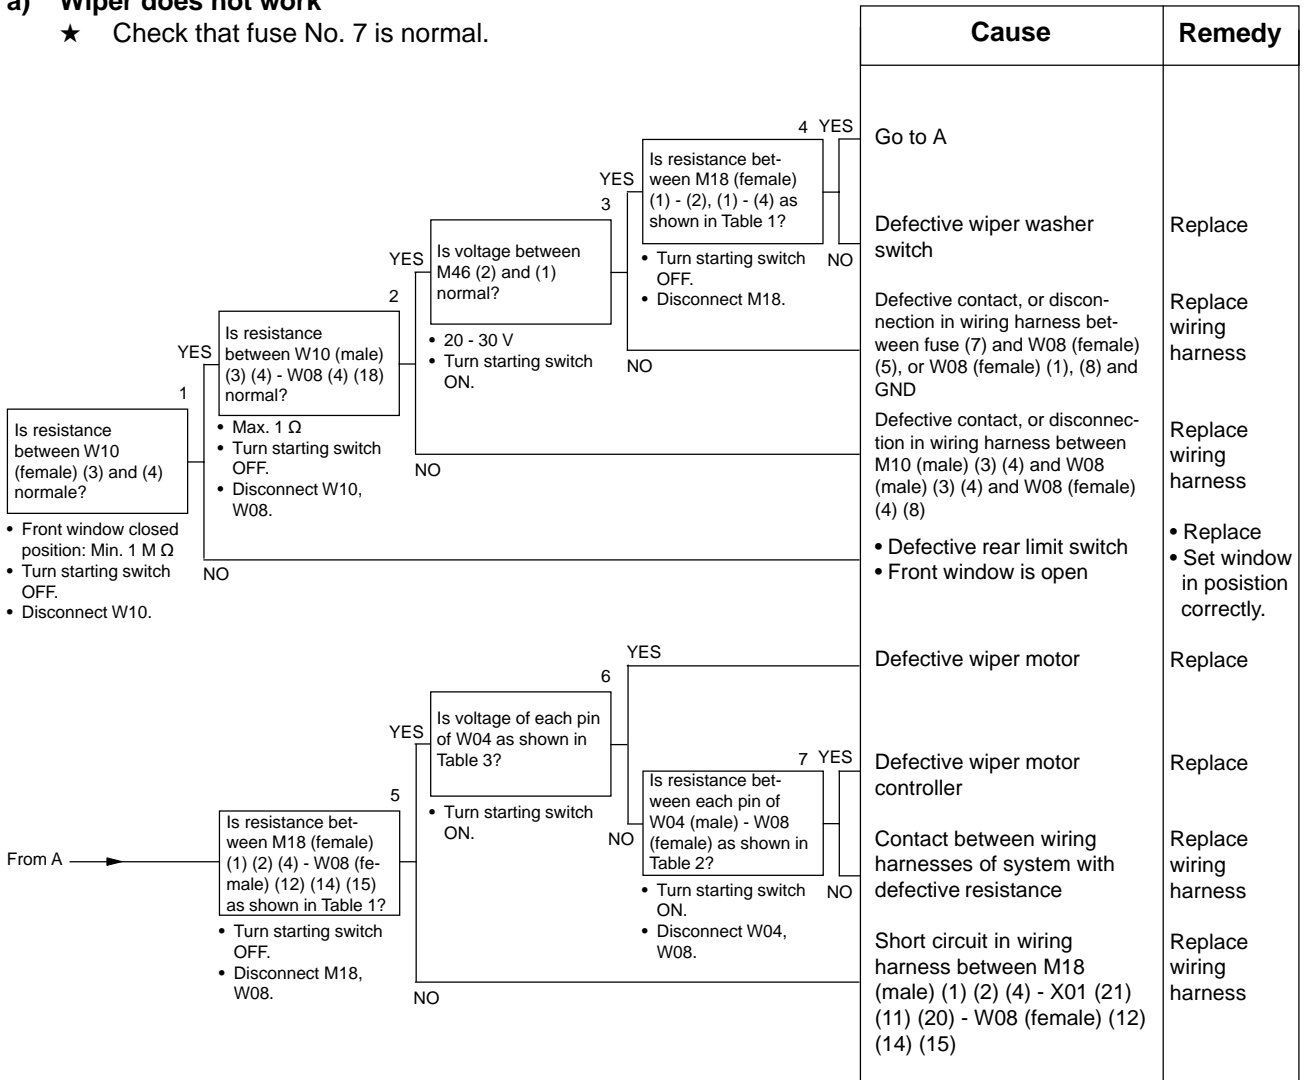 a) Wiper does not work
★ Check that fuse No. 7 is normal.
Cause
Remedy
1
Is resistance
between W10
(female) (3) and (4)
normale?
• Front window closed
position: Min. 1 M Ω
• Turn starting switch
OFF.
• Disconnect W10.
YES
NO
2
Is resistance
between W10 (male)
(3) (4) - W08 (4) (18)
normal?
• Max. 1 Ω
• Turn starting switch
OFF.
• Disconnect W10,
W08.
YES
NO
3
Is voltage between
M46 (2) and (1)
normal?
• 20 - 30 V
• Turn starting switch
ON.
YES
NO
4
Is resistance bet-
ween M18 (female)
(1) - (2), (1) - (4) as
shown in Table 1?
• Turn starting switch
OFF.
• Disconnect M18.
YES
NO
Go to A
Defective wiper washer
switch
Replace
Defective contact, or discon-
nection in wiring harness bet-
ween fuse (7) and W08 (female)
(5), or W08 (female) (1), (8) and
GND
Replace
wiring
harness
Defective contact, or disconnec-
tion in wiring harness between
M10 (male) (3) (4) and W08
(male) (3) (4) and W08 (female)
(4) (8)
Replace
wiring
harness
• Defective rear limit switch
• Front window is open
• Replace
• Set window
in posistion
correctly.
From A
5
Is resistance bet-
ween M18 (female)
(1) (2) (4) - W08 (fe-
male) (12) (14) (15)
as shown in Table 1?
• Turn starting switch
OFF.
• Disconnect M18,
W08.
YES
NO
6
Is voltage of each pin
of W04 as shown in
Table 3?
• Turn starting switch
ON.
YES
NO
7
Is resistance bet-
ween each pin of
W04 (male) - W08
(female) as shown in
Table 2?
• Turn starting switch
ON.
• Disconnect W04,
W08.
YES
NO
Defective wiper motor
Replace
Defective wiper motor
controller
Replace
Contact between wiring
harnesses of system with
defective resistance
Replace
wiring
harness
Short circuit in wiring
harness between M18
(male) (1) (2) (4) - X01 (21)
(11) (20) - W08 (female) (12)
(14) (15)
Replace
wiring
harness